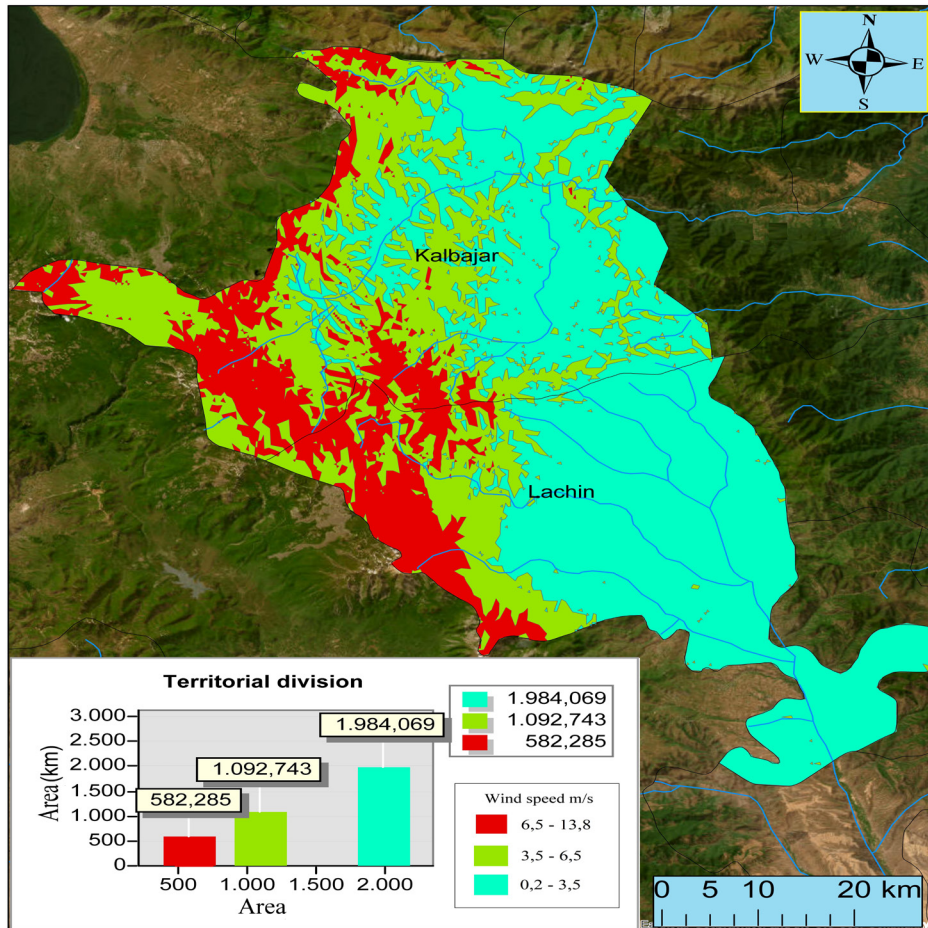 N
W E
S
Kalbajar
Lachin
Territorial division
3.000
2.500
2.000
1.500
1.000
500
0
Area(km)
582,285
1.092,743
1.984,069
500 1.000 1.500 2.000
Area
1.984,069
1.092,743
582,285
Wind speed m/s
6,5 - 13,8
3,5 - 6,5
0,2 - 3,5
0 5 10 20 km